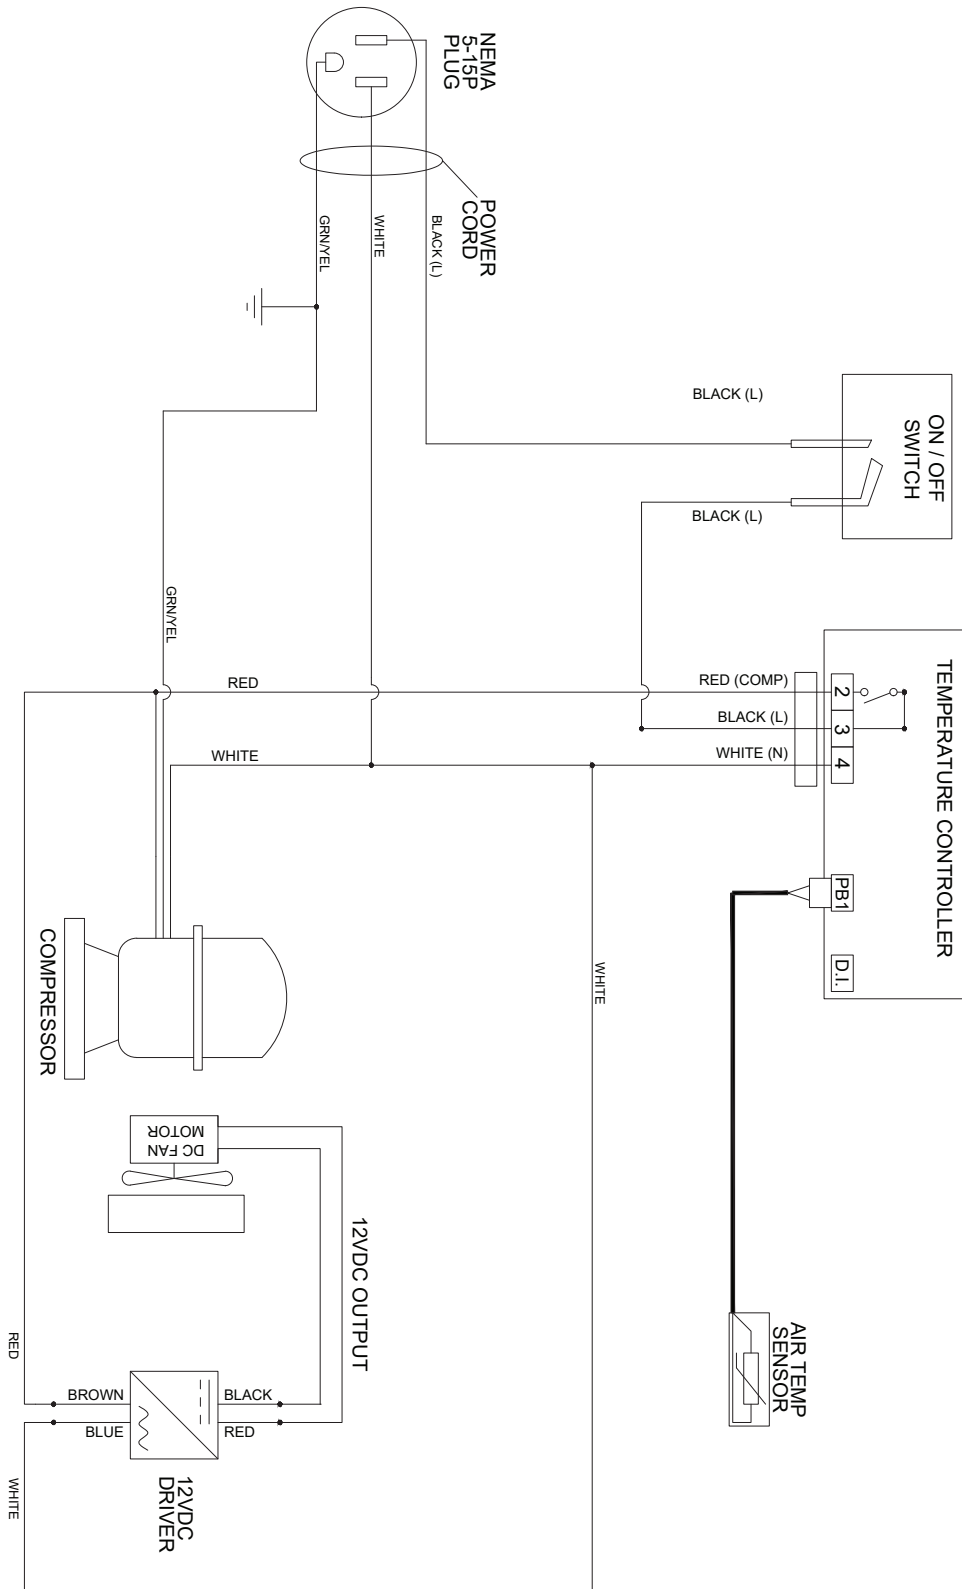 NEMA
5-15P
PLUG
POWER
CORD
BLACK (L)
WHITE
GRN/YEL
ON / OFF
SWITCH
BLACK (L)
BLACK (L)
GRN/YEL
TEMPERATURE CONTROLLER
RED (COMP)
2
RED
BLACK (L)
3
WHITE (N)
4
WHITE
PB1
D.I.
WHITE
COMPRESSOR
DC FAN
MOTOR
12VDC OUTPUT
AIR TEMP
SENSOR
RED
BROWN
BLACK
BLUE
RED
WHITE
12VDC
DRIVER